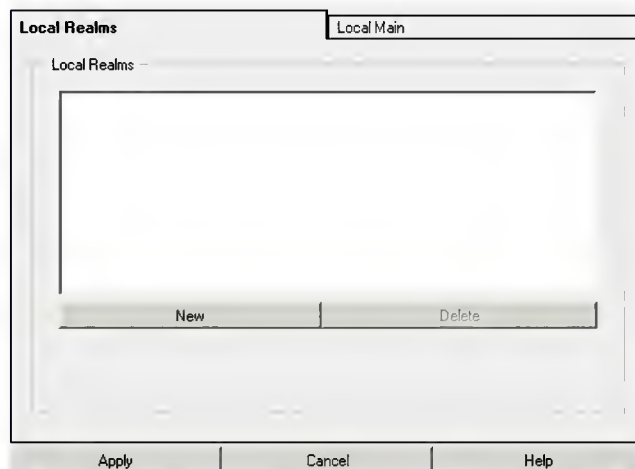 Local Realms
Local Main
Local Realms
New
Delete
Apply
Cancel
Help